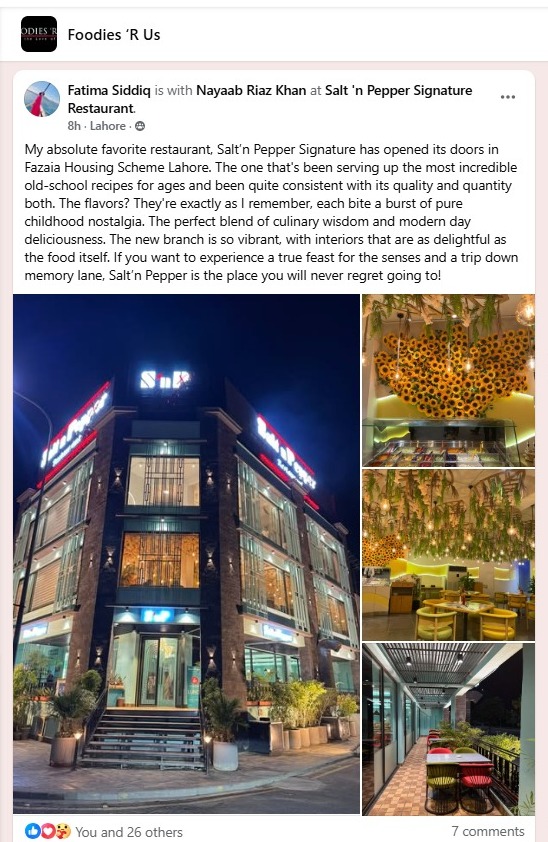 ODIES 'R
Foodies 'R Us
Fatima Siddiq is with Nayaab Riaz Khan at Salt 'n Pepper Signature
Restaurant.
8h · Lahore ·
My absolute favorite restaurant, Salt'n Pepper Signature has opened its doors in
Fazaia Housing Scheme Lahore. The one that's been serving up the most incredible
old-school recipes for ages and been quite consistent with its quality and quantity
both. The flavors? They're exactly as I remember, each bite a burst of pure
childhood nostalgia. The perfect blend of culinary wisdom and modern day
deliciousness. The new branch is so vibrant, with interiors that are as delightful as
the food itself. If you want to experience a true feast for the senses and a trip down
memory lane, Salt'n Pepper is the place you will never regret going to!
S'nP
Salt'n Pepper
Salt'n Pepper
S'nP
You and 26 others
7 comments